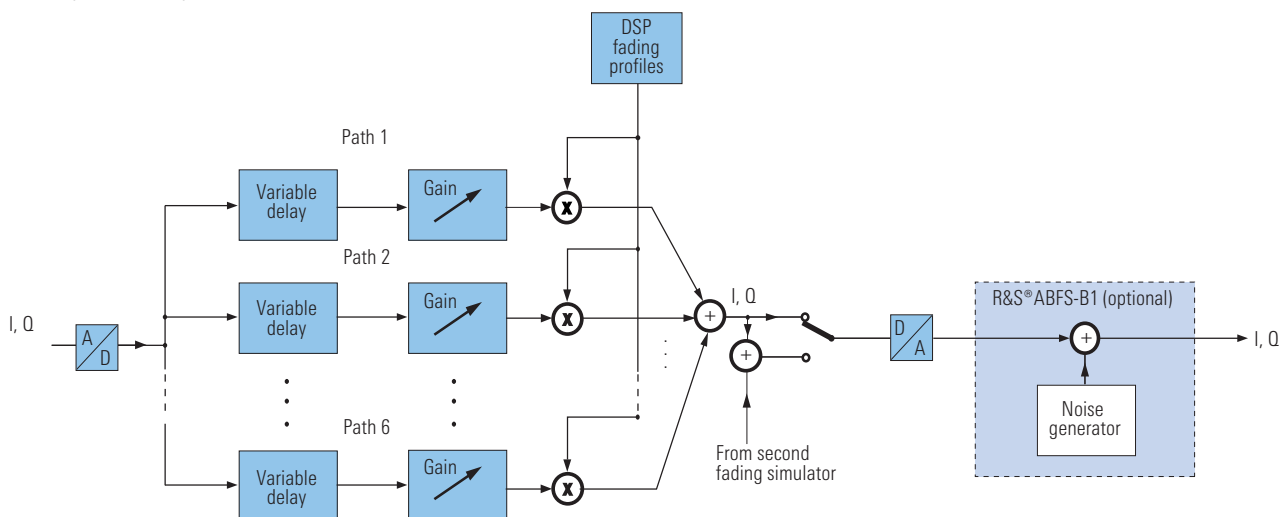 DSP
fading
profiles
Path 1
Variable
delay
Gain
X
Path 2
Variable
delay
Gain
X
I, Q
A
D
+
I, Q
+
D
A
R&S® ABFS-B1 (optional)
+
I, Q
Noise
generator
Path 6
Variable
delay
Gain
X
From second
fading simulator